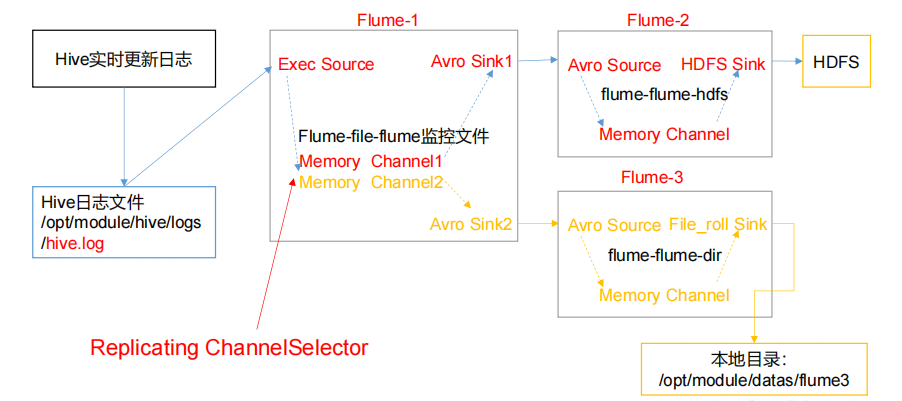 Flume-1
Flume-2
Hive实时更新日志
Exec Source
Avro Sink1
Avro Source
HDFS Sink
HDFS
flume-flume-hdfs
Flume-file-flume监控文件
Memory Channel
Memory Channel1
Memory Channel2
Flume-3
Hive日志文件
/opt/module/hive/logs
/hive.log
Avro Sink2
Avro Source
File_roll Sink
flume-flume-dir
Memory Channel
Replicating ChannelSelector
本地目录：
/opt/module/datas/flume3